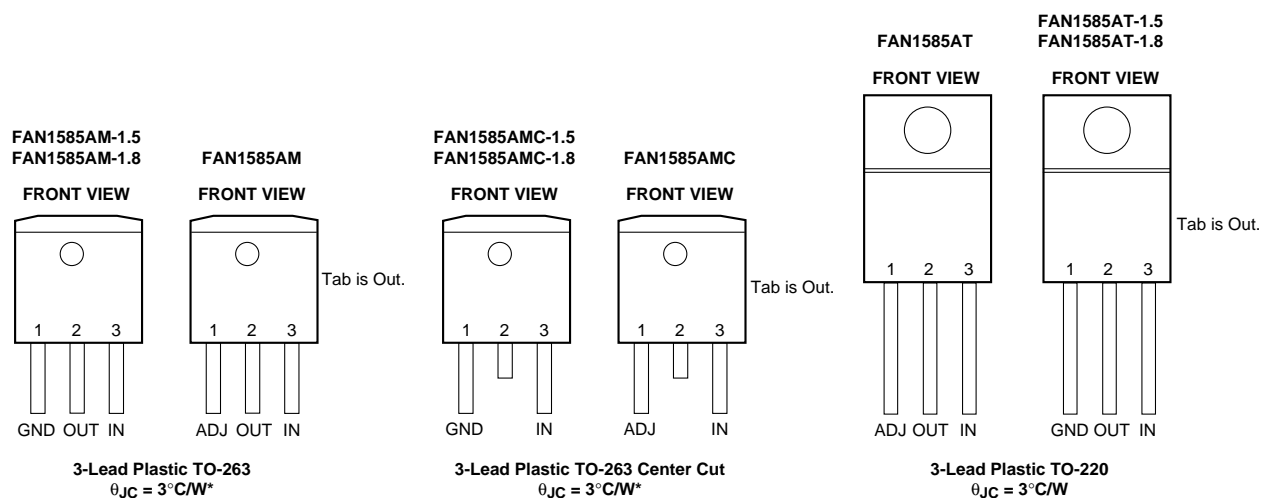 FAN1585AM-1.5
FAN1585AM-1.8
FRONT VIEW
1 2 3
GND OUT IN
FAN1585AM
FRONT VIEW
1 2 3
ADJ OUT IN
Tab is Out.
3-Lead Plastic TO-263
θJC = 3°C/W*
FAN1585AMC-1.5
FAN1585AMC-1.8
FRONT VIEW
1 2 3
GND IN
FAN1585AMC
FRONT VIEW
1 2 3
ADJ IN
Tab is Out.
3-Lead Plastic TO-263 Center Cut
θJC = 3°C/W*
FAN1585AT
FRONT VIEW
1 2 3
ADJ OUT IN
FAN1585AT-1.5
FAN1585AT-1.8
FRONT VIEW
1 2 3
GND OUT IN
Tab is Out.
3-Lead Plastic TO-220
θJC = 3°C/W